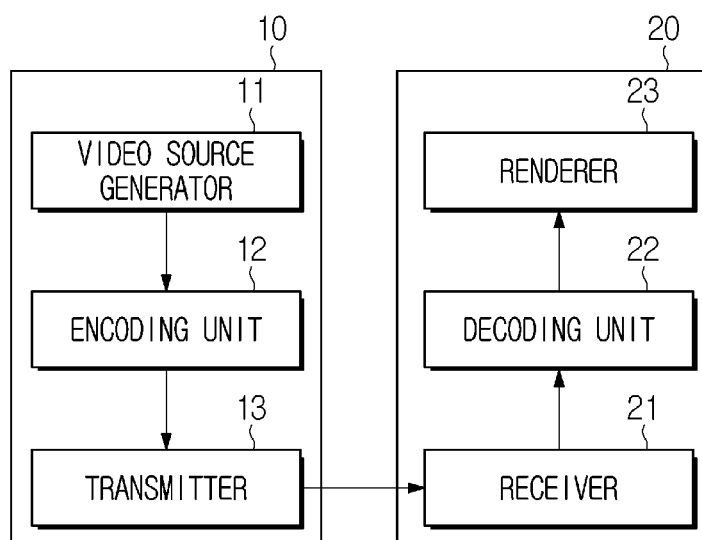 10
11
VIDEO SOURCE
GENERATOR
12
ENCODING UNIT
13
TRANSMITTER
20
23
RENDERER
22
DECODING UNIT
21
RECEIVER